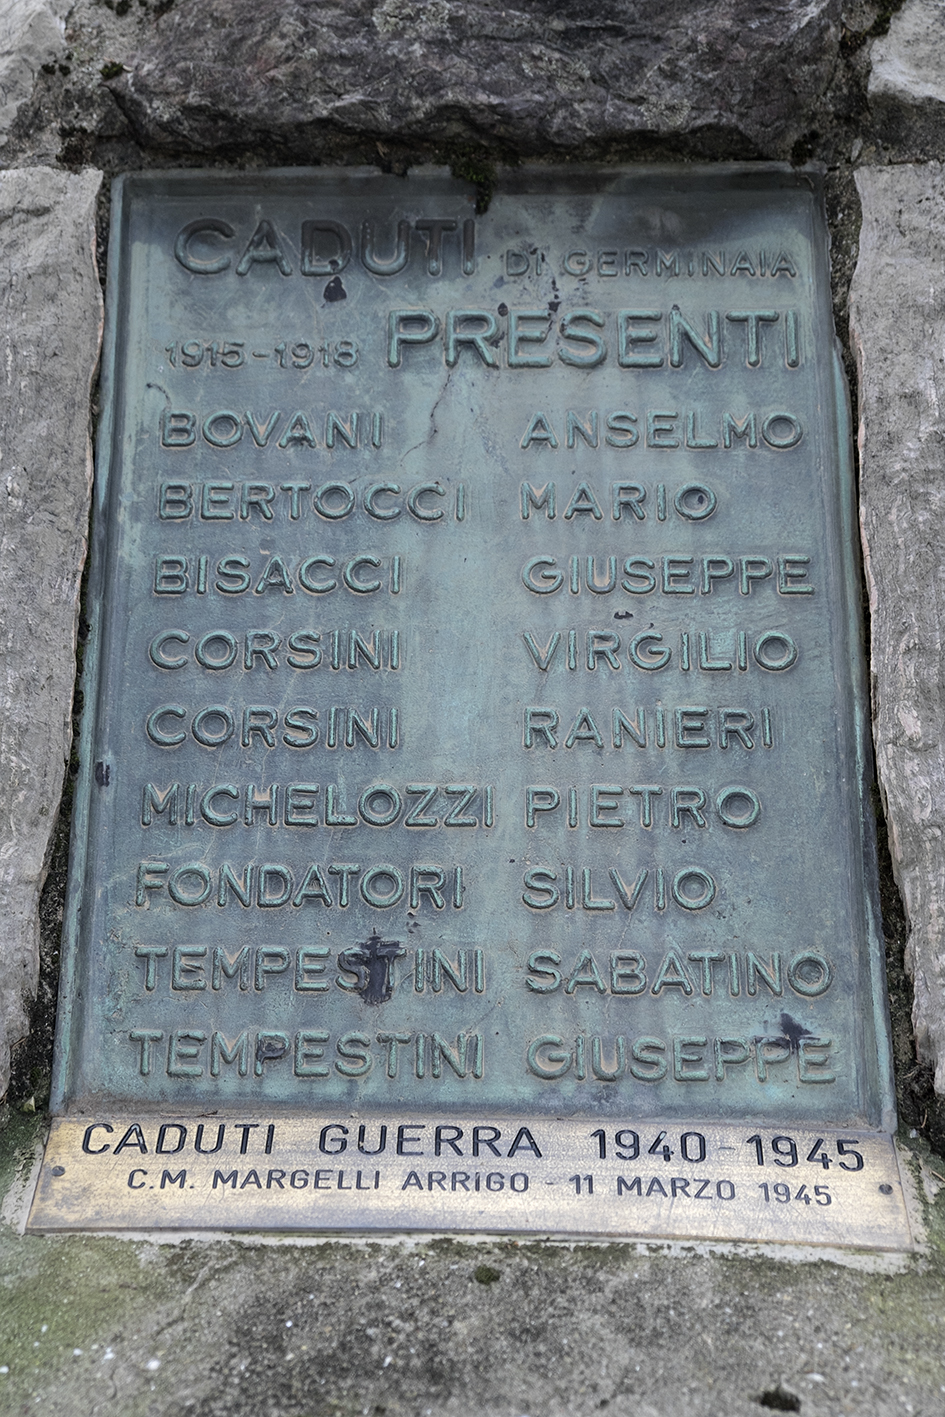 CADUTI DI GERMINAIA
1915-1918 PRESENTI
BOVANI ANSELMO
BERTOCCI MARIO
BISACCI GIUSEPPE
CORSINI VIRGILIO
CORSINI RANIERI
MICHELOZZI PIETRO
FONDATORI SILVIO
TEMPESTINI SABATINO
TEMPESTINI GIUSEPPE
CADUTI GUERRA 1940-1945
C.M. MARGELLI ARRIGO - 11 MARZO 1945